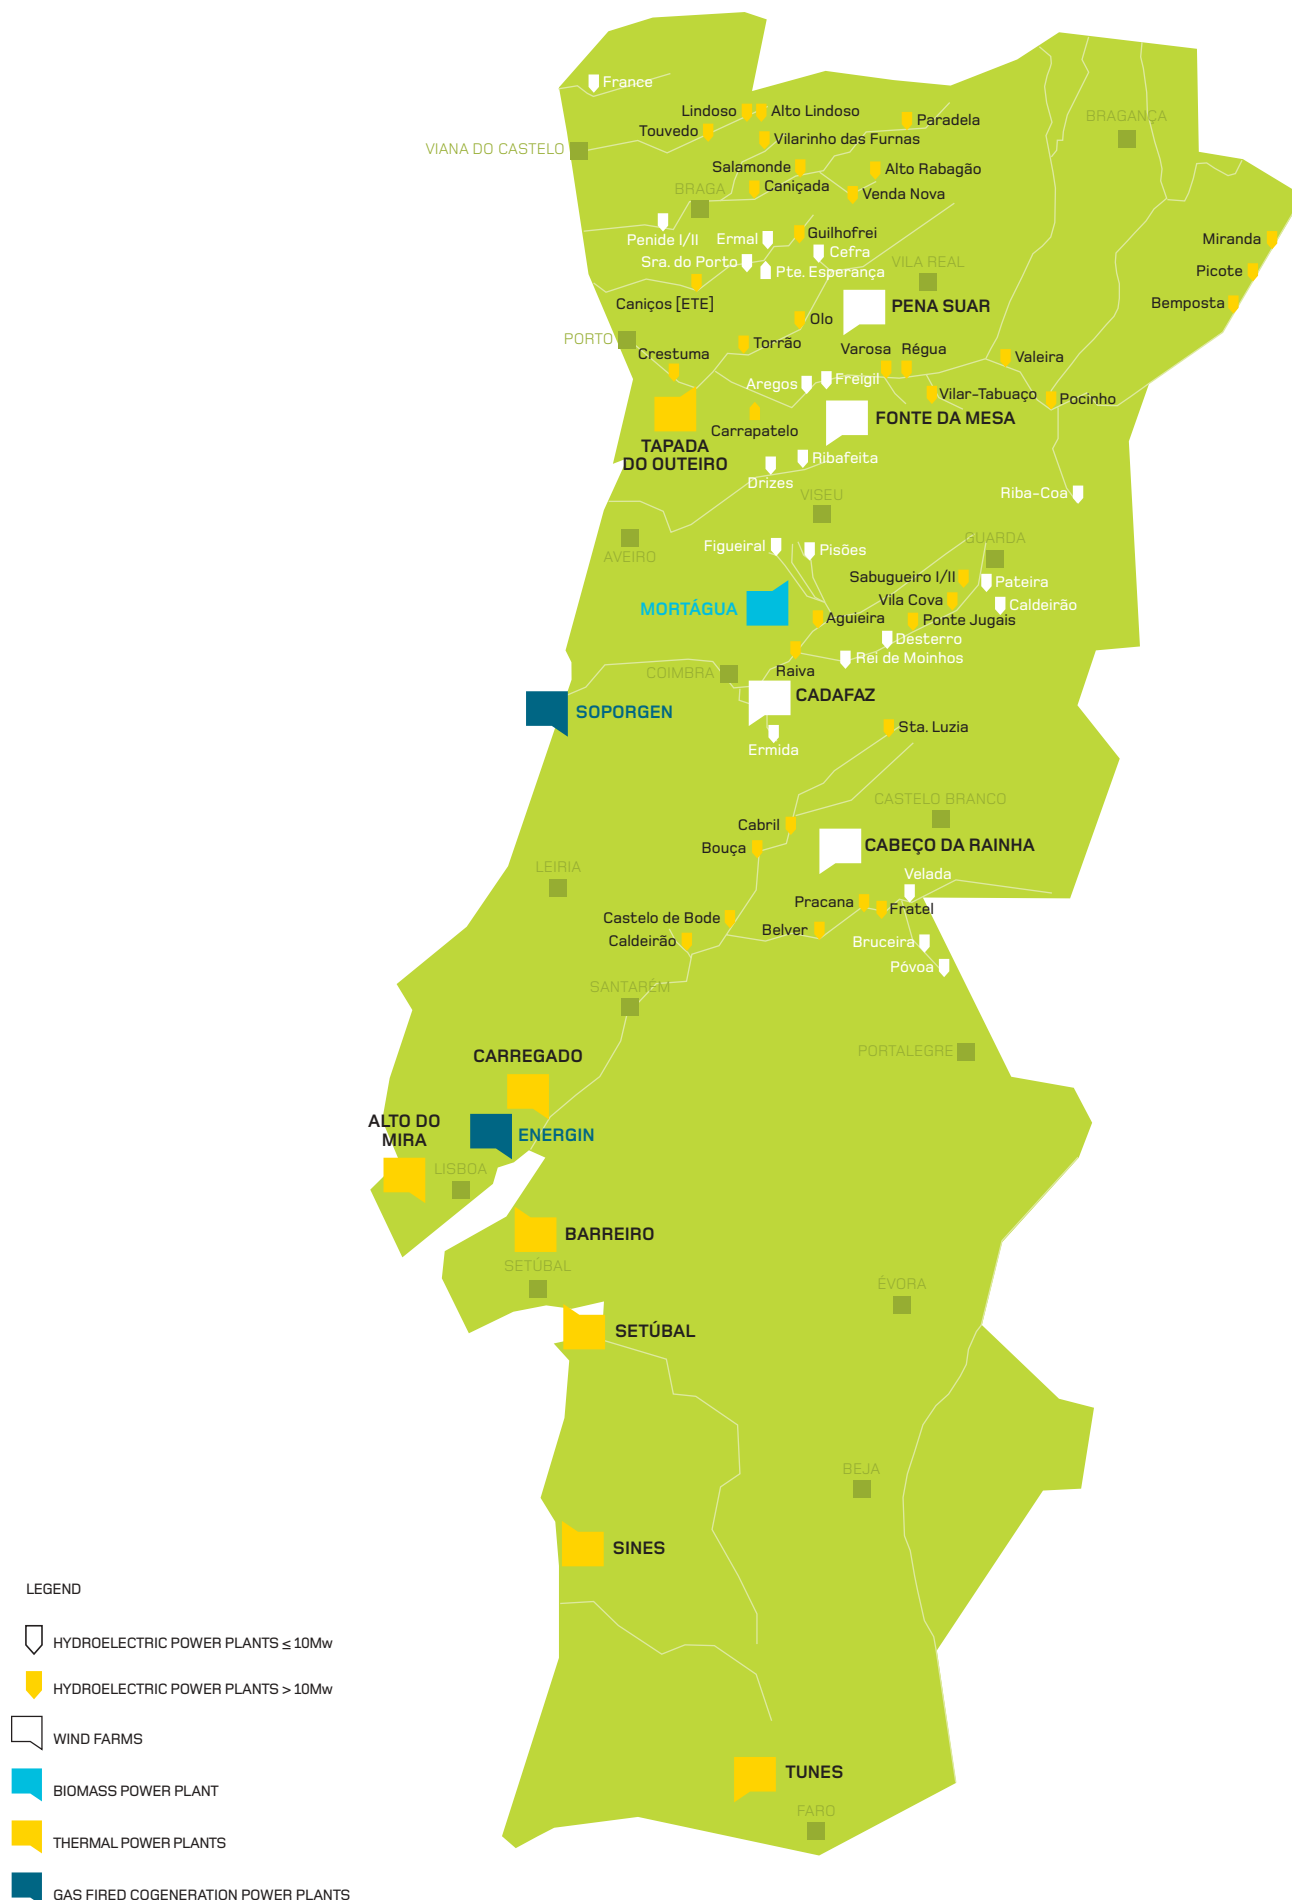 France
Lindoso
Alto Lindoso
Paradela
BRAGANÇA
Touvedo
Vilarinho das Furnas
VIANA DO CASTELO
Salamonde
Alto Rabagão
BRAGA
Caniçada
Venda Nova
Penide I/II
Ermal
Guilhofrei
Miranda
Cefra
Sra. do Porto
Pte. Esperança
VILA REAL
Picote
Caniços [ETE]
PENA SUAR
Bemposta
Olo
PORTO
Torrão
Crestuma
Varosa
Régua
Valeira
Aregos
Freigil
Vilar-Tabuaço
Pocinho
Carrapatelo
FONTE DA MESA
TAPADA
DO OUTEIRO
Ribafeita
Drizes
VISEU
Riba-Coa
AVEIRO
Figueiral
Pisões
GUARDA
Sabugueiro I/II
Pateira
MORTÁGUA
Vila Cova
Caldeirão
Aguieira
Ponte Jugais
Desterro
Rei de Moinhos
Raiva
COIMBRA
CADAFAZ
SOPORGEN
Sta. Luzia
Ermida
CASTELO BRANCO
Cabril
Bouça
CABEÇO DA RAINHA
LEIRIA
Velada
Pracana
Fratel
Castelo de Bode
Belver
Caldeirão
Bruceira
Póvoa
SANTARÉM
PORTALEGRE
CARREGADO
ALTO DO
MIRA
ENERGIN
LISBOA
BARREIRO
SETÚBAL
ÉVORA
SETÚBAL
BEJA
SINES
TUNES
FARO
LEGEND
HYDROELECTRIC POWER PLANTS ≤ 10Mw
HYDROELECTRIC POWER PLANTS > 10Mw
WIND FARMS
BIOMASS POWER PLANT
THERMAL POWER PLANTS
GAS FIRED COGENERATION POWER PLANTS